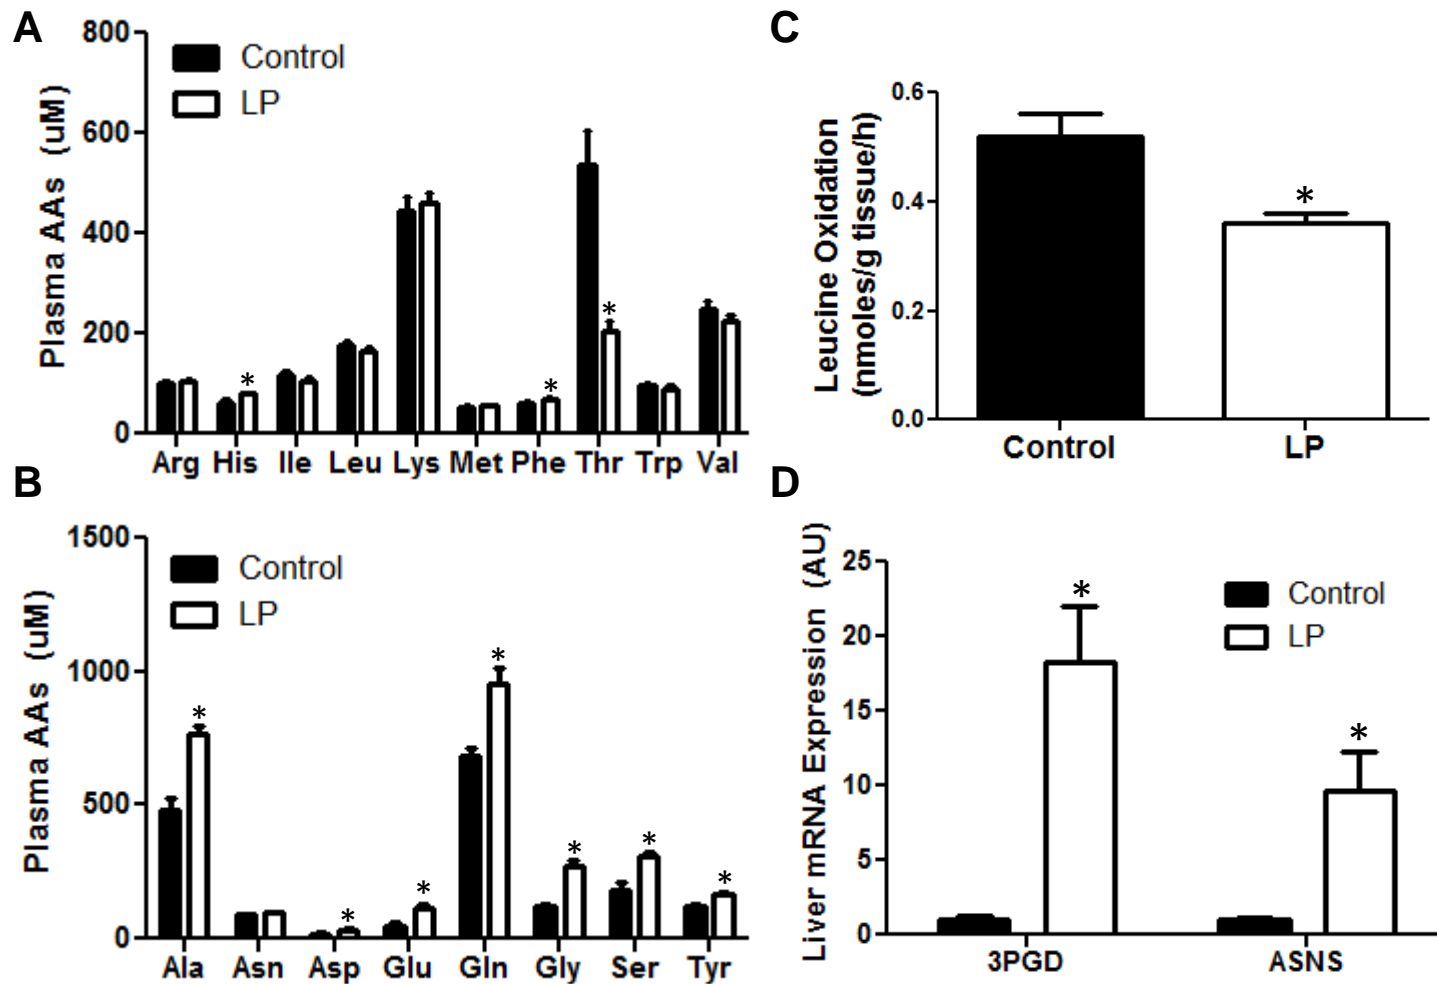 A
Plasma AAs (uM)
800
600
400
200
0
Control
LP
*
*
*
Arg His Ile Leu Lys Met Phe Thr Trp Val
B
Plasma AAs (uM)
1500
1000
500
0
Control
LP
*
*
*
*
*
*
*
Ala Asn Asp Glu Gln Gly Ser Tyr
C
Leucine Oxidation
(nmoles/g tissue/h)
0.6
0.4
0.2
0.0
*
Control LP
D
Liver mRNA Expression (AU)
25
20
15
10
5
0
Control
LP
*
*
3PGD ASNS